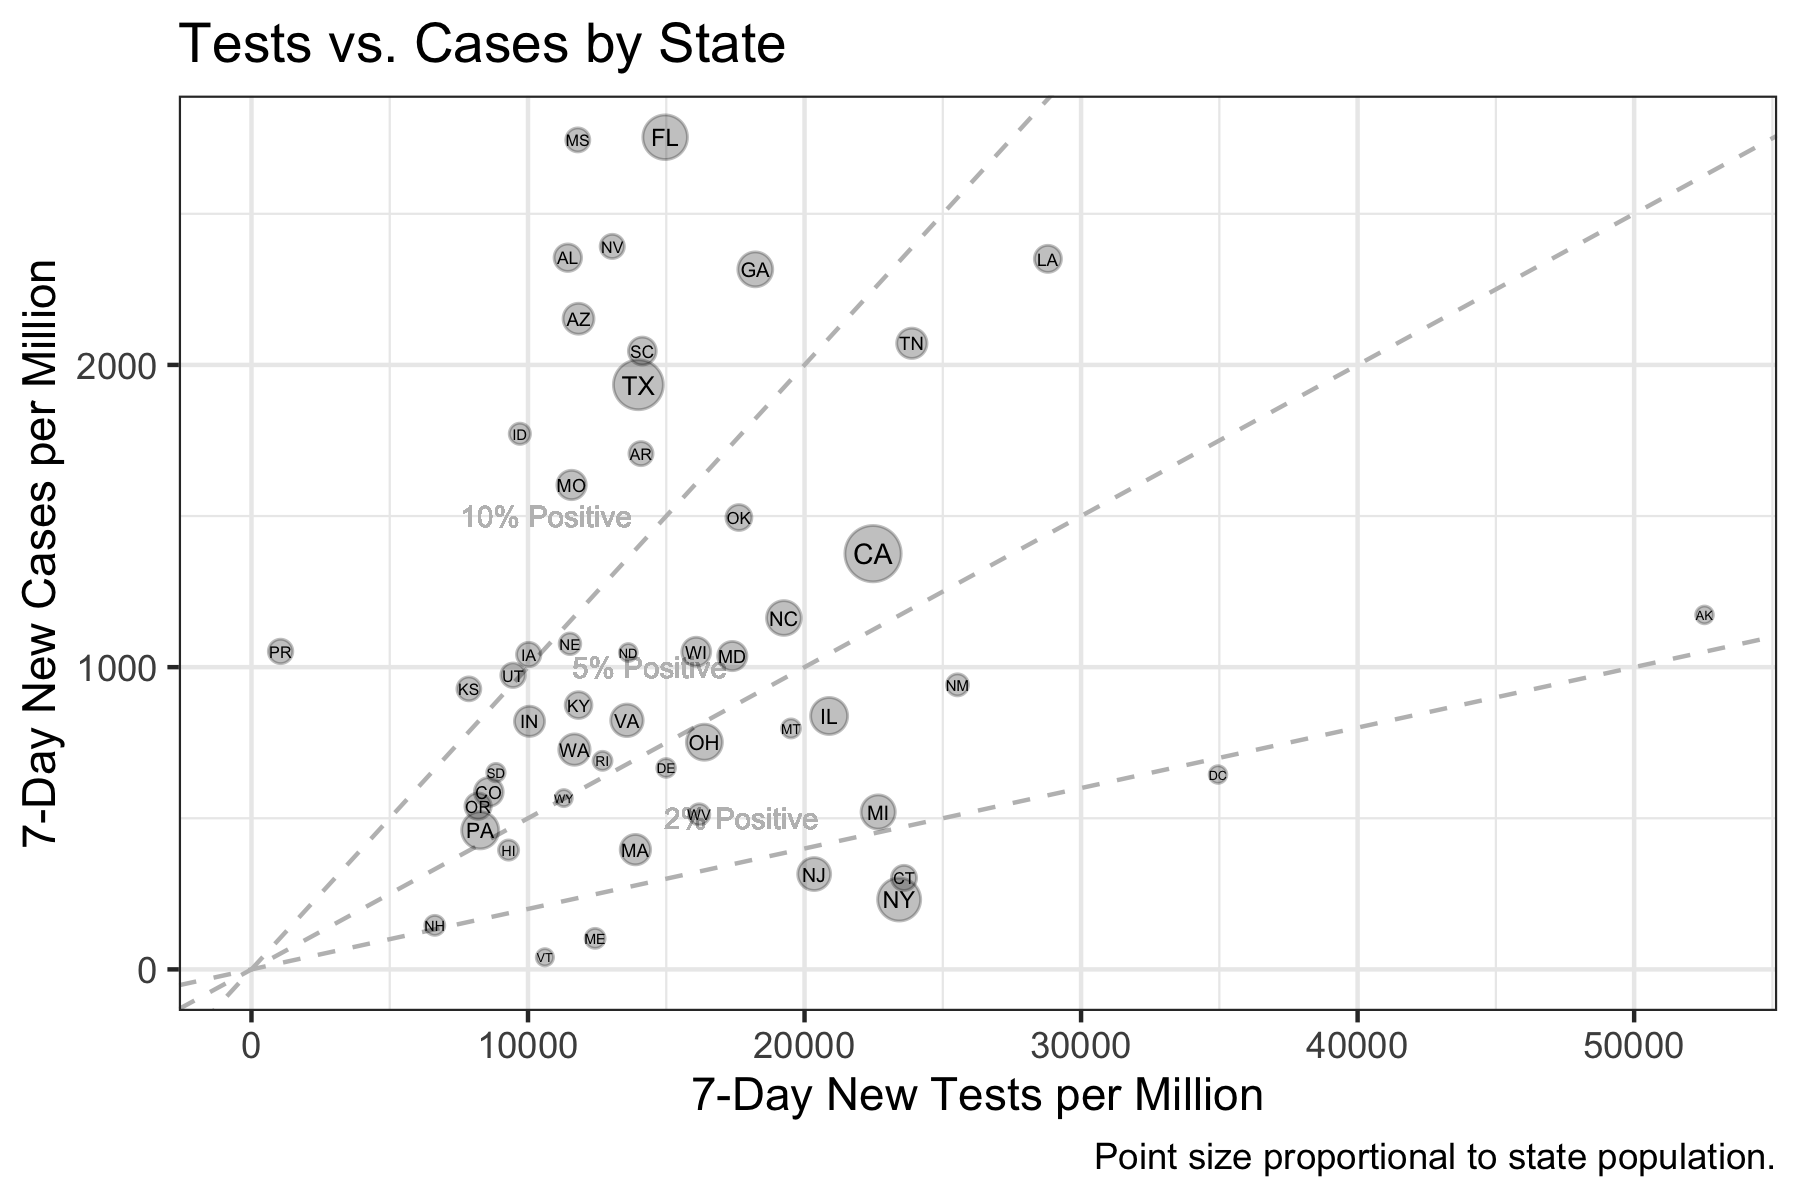 Tests vs. Cases by State
7-Day New Cases per Million
2000
1000
0
MS
FL
NV
AL
LA
GA
AZ
TN
SC
TX
ID
AR
MO
10% Positive
OK
CA
AK
NC
NE
PR
IA
ND
WI
MD
5% Positive
UT
NM
KS
KY
IN
VA
IL
MT
OH
WA
RI
DE
SD
DC
CO
WY
OR
WV
2% Positive
MI
PA
HI
MA
NJ
CT
NY
NH
ME
VT
0 10000 20000 30000 40000 50000
7-Day New Tests per Million
Point size proportional to state population.